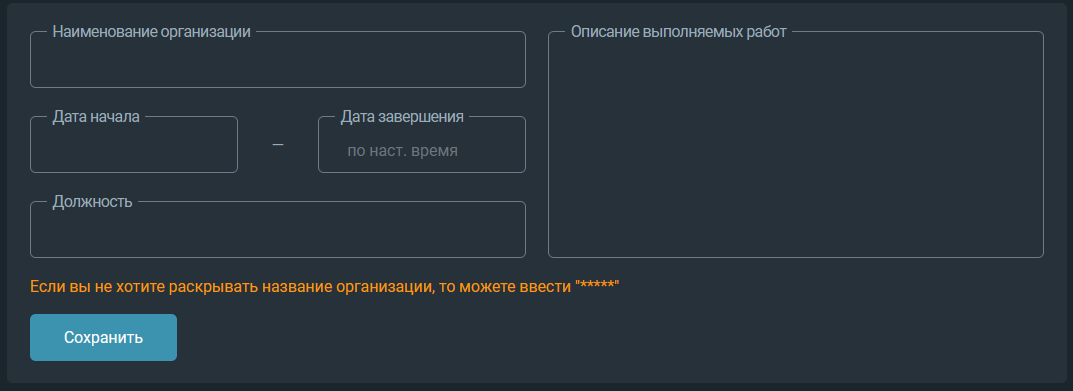 Наименование организации
Описание выполняемых работ
Дата начала
—
Дата завершения
по наст. время
Должность
Если вы не хотите раскрывать название организации, то можете ввести "*****"
Сохранить